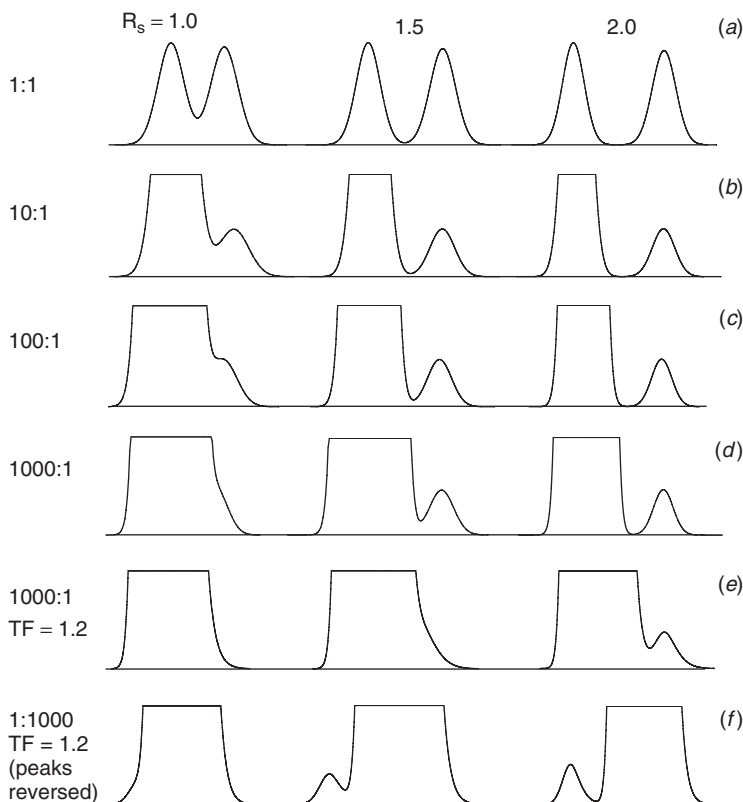 R_s = 1.0 1.5 2.0 (a)
1:1
10:1 (b)
100:1 (c)
1000:1 (d)
1000:1 (e)
TF = 1.2
1:1000 (f)
TF = 1.2
(peaks
reversed)